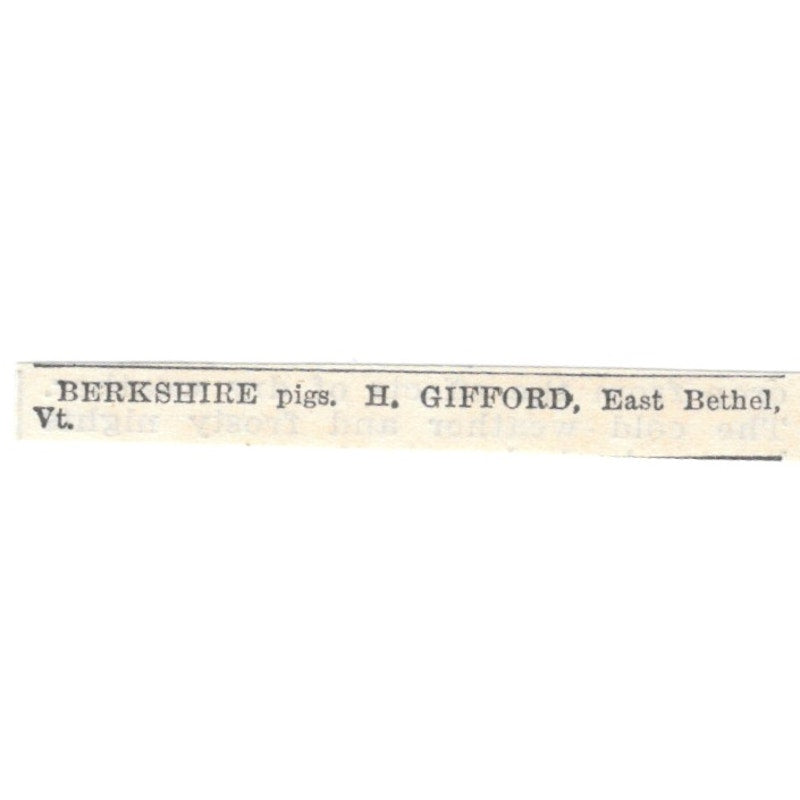 BERKSHIRE pigs. H. GIFFORD, East Bethel,
Vt.